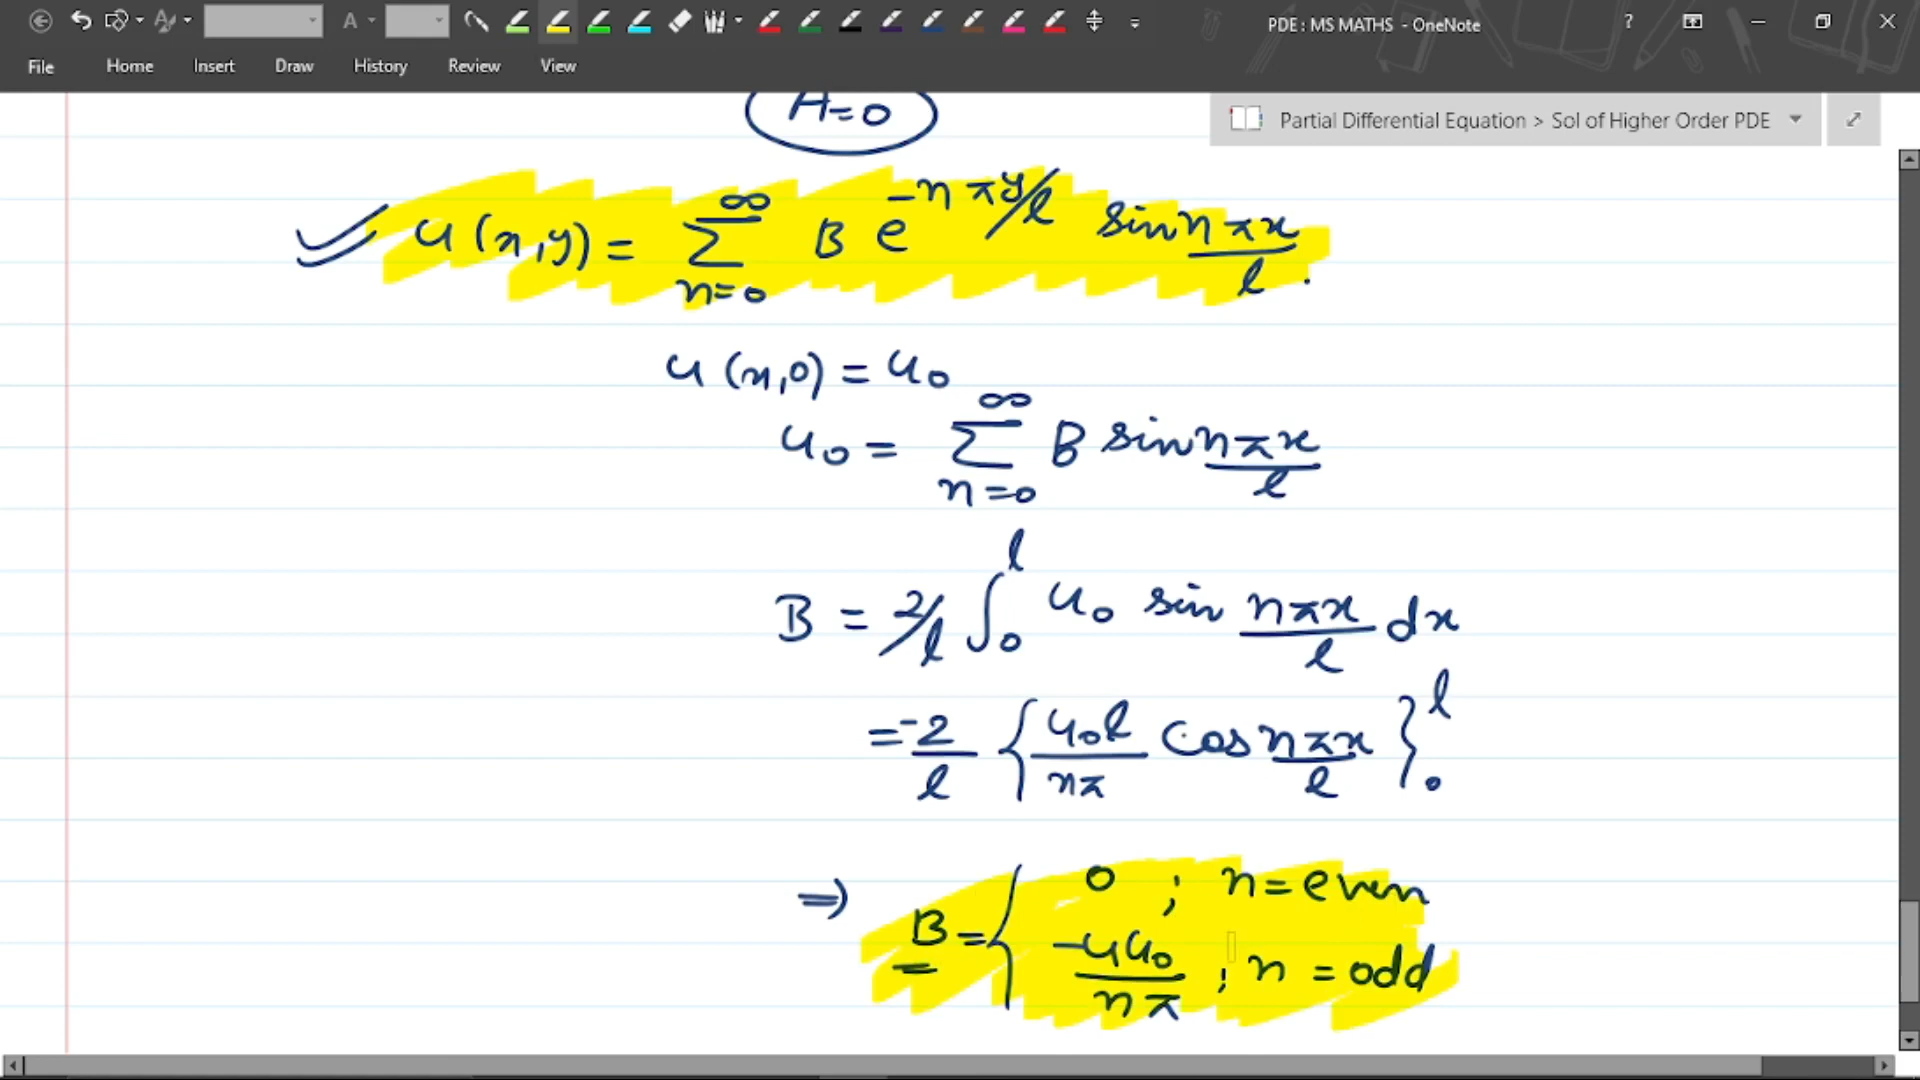 PDE : MS MATHS - OneNote
File Home Insert Draw History Review View
Partial Differential Equation > Sol of Higher Order PDE
A=0
u(x,y) = ∑_{n=0}^{∞} B e^{-nπy/l} sin nπx/l .
u(x,0) = u₀
u₀ = ∑_{n=0}^{∞} B sin nπx/l
B = 2/l ∫₀^l u₀ sin nπx/l dx
= -2/l { u₀l/nπ cos nπx/l }₀^l
⇒ B = { 0 ; n = even
-4u₀/nπ ; n = odd